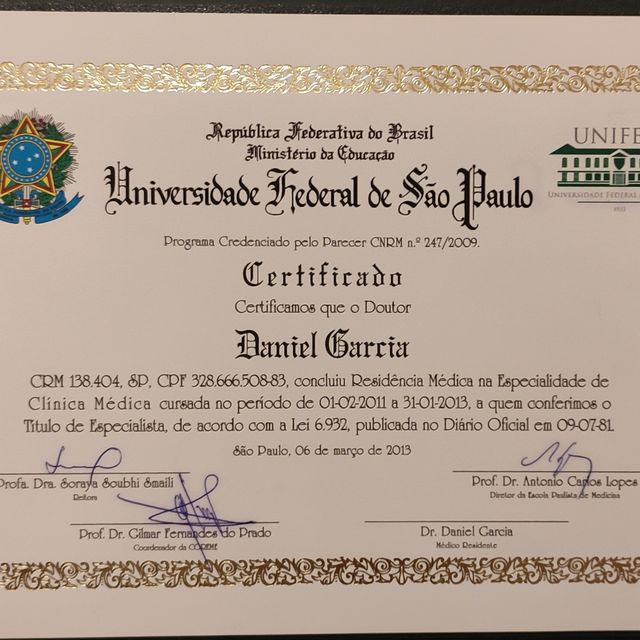 República Federativa do Brasil
Ministério da Educação
Universidade Federal de São Paulo
UNIFE
UNIVERSIDADE FEDERAL
1933
Programa Credenciado pelo Parecer CNRM n.º 247/2009.
Certificado
Certificamos que o Doutor
Daniel Garcia
CRM 138.404, SP, CPF 328.666.508-83, concluiu Residência Médica na Especialidade de
Clínica Médica cursada no período de 01-02-2011 a 31-01-2013, a quem conferimos o
Título de Especialista, de acordo com a Lei 6.932, publicada no Diário Oficial em 09-07-81.
São Paulo, 06 de março de 2013
Profa. Dra. Soraya Soubhi Smaili
Reitora
Prof. Dr. Antonio Carlos Lopes
Diretor da Escola Paulista de Medicina
Prof. Dr. Gilmar Fernandes do Prado
Coordenador da COREME
Dr. Daniel Garcia
Médico Residente